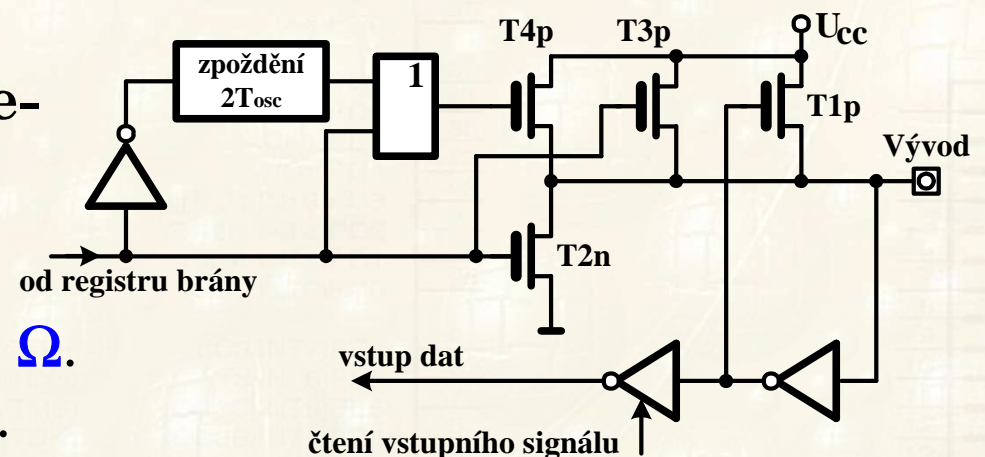 T4p
T3p
Ucc
zpoždění
2Tosc
1
T1p
e-
Vývod
T2n
od registru brány
Ω.
vstup dat
.
čtení vstupního signálu